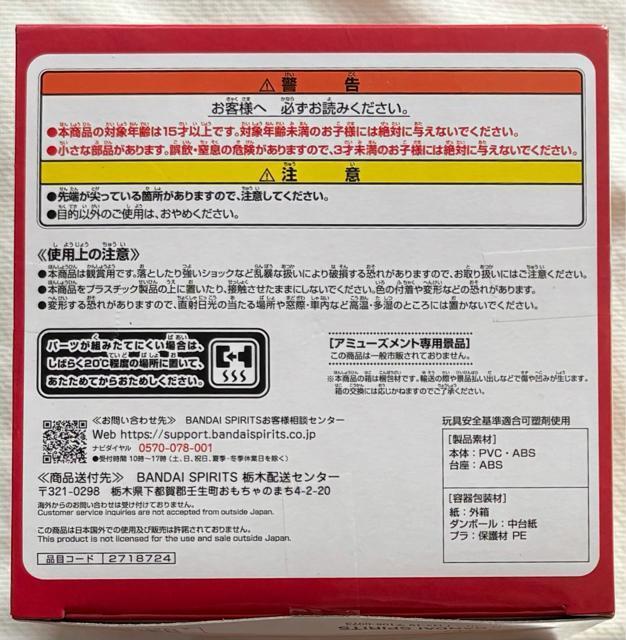 ⚠警告
お客様へ 必ずお読みください。
●本商品の対象年齢は15才以上です。対象年齢未満のお子様には絶対に与えないでください。
●小さな部品があります。誤飲・窒息の危険がありますので、3才未満のお子様には絶対に与えないでください。
⚠注意
●先端が尖っている箇所がありますので、注意してください。
●目的以外のご使用は、おやめください。
《使用上の注意》
●本商品は観賞用です。落としたり強いショックなど乱暴な扱いにより破損する恐れがありますので、お取り扱いにはご注意ください。
●本商品をプラスチック製品の上に置いたり、接触させたままにしないでください。色の付着や変形などの恐れがあります。
●変形する恐れがありますので、直射日光の当たる場所や窓際・車内など高温・多湿のところには置かないでください。
パーツが組みたてにくい場合は、
しばらく20℃程度の場所に置いて、
あたためてからおためしください。
[アミューズメント専用景品]
この商品は一般市販されておりません。
※本商品の箱は梱包材です。輸送の際や景品払い出しなどで傷や凹みが生じます。
箱の交換には応じかねますのでご了承ください。
《お問い合わせ先》 BANDAI SPIRITSお客様相談センター
Web https://support.bandaispirits.co.jp
ナビダイヤル 0570-078-001
●受付時間 10時〜17時(土、日、祝日、夏季・冬季休業日を除く)
《商品送付先》 BANDAI SPIRITS 栃木配送センター
〒321-0298 栃木県下都賀郡壬生町おもちゃのまち4-2-20
海外からのお問い合わせは受け付けておりません。
Customer service inquiries are not accepted from outside Japan.
この商品は日本国外での使用及び販売は許諾されておりません。
This product is not licensed for the use and sale outside Japan.
品目コード 2718724
玩具安全基準適合可塑剤使用
[製品素材]
本体:PVC・ABS
台座:ABS
[容器包装材]
紙:外箱
ダンボール:中台紙
プラ:保護材 PE
BANDAI SPIRITS